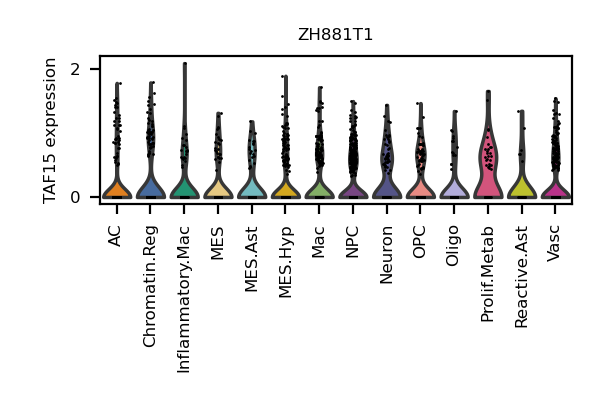 ZH881T1
TAF15 expression
2
0
AC
Chromatin.Reg
Inflammatory.Mac
MES
MES.Ast
MES.Hyp
Mac
NPC
Neuron
OPC
Oligo
Prolif.Metab
Reactive.Ast
Vasc